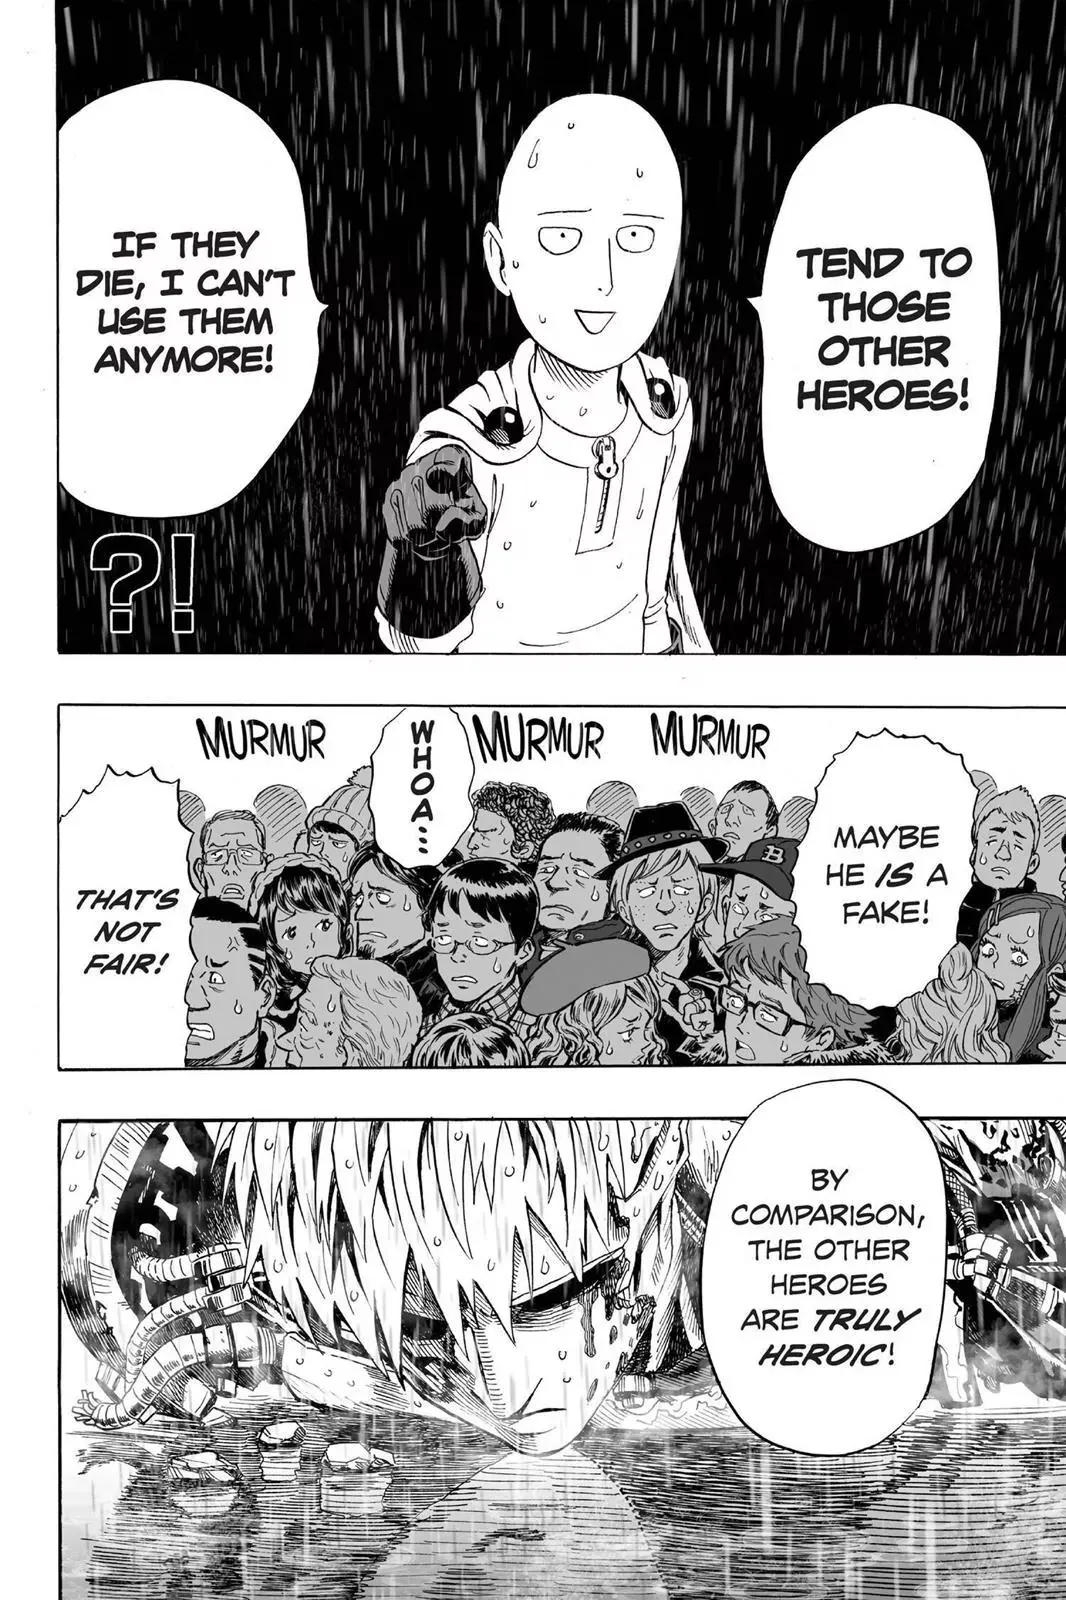 TEND TO
THOSE
OTHER
HEROES!
IF THEY
DIE, I CAN'T
USE THEM
ANYMORE!
?!
MAYBE
HE IS A
FAKE!
MURMUR
MURMUR
WHOA...
MURMUR
THAT'S
NOT
FAIR!
B
BY
COMPARISON,
THE OTHER
HEROES
ARE TRULY
HEROIC!